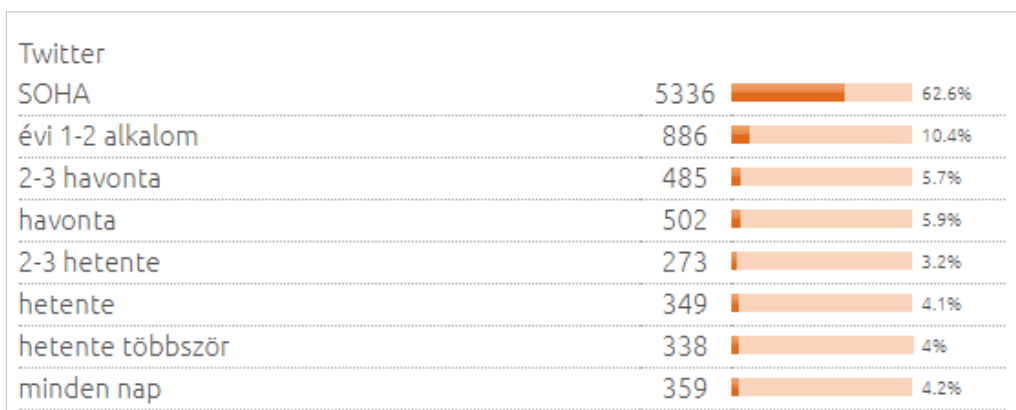 Twitter
SOHA 5336 62.6%
évi 1-2 alkalom 886 10.4%
2-3 havonta 485 5.7%
havonta 502 5.9%
2-3 hetente 273 3.2%
hetente 349 4.1%
hetente többször 338 4%
minden nap 359 4.2%